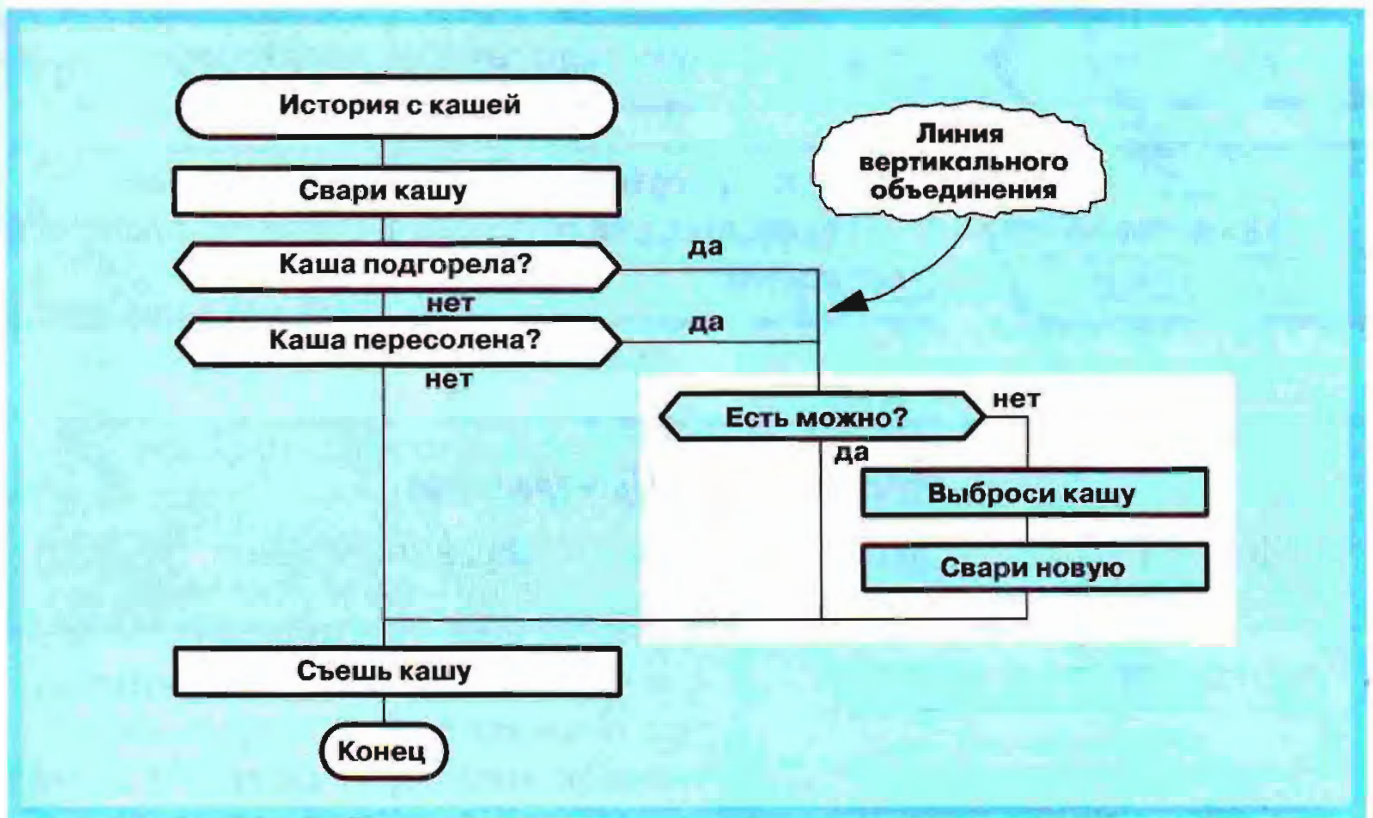 История с кашей
Линия
вертикального
объединения
Свари кашу
Каша подгорела?
да
нет
Каша пересолена?
да
нет
Есть можно?
нет
да
Выброси кашу
Свари новую
Съешь кашу
Конец